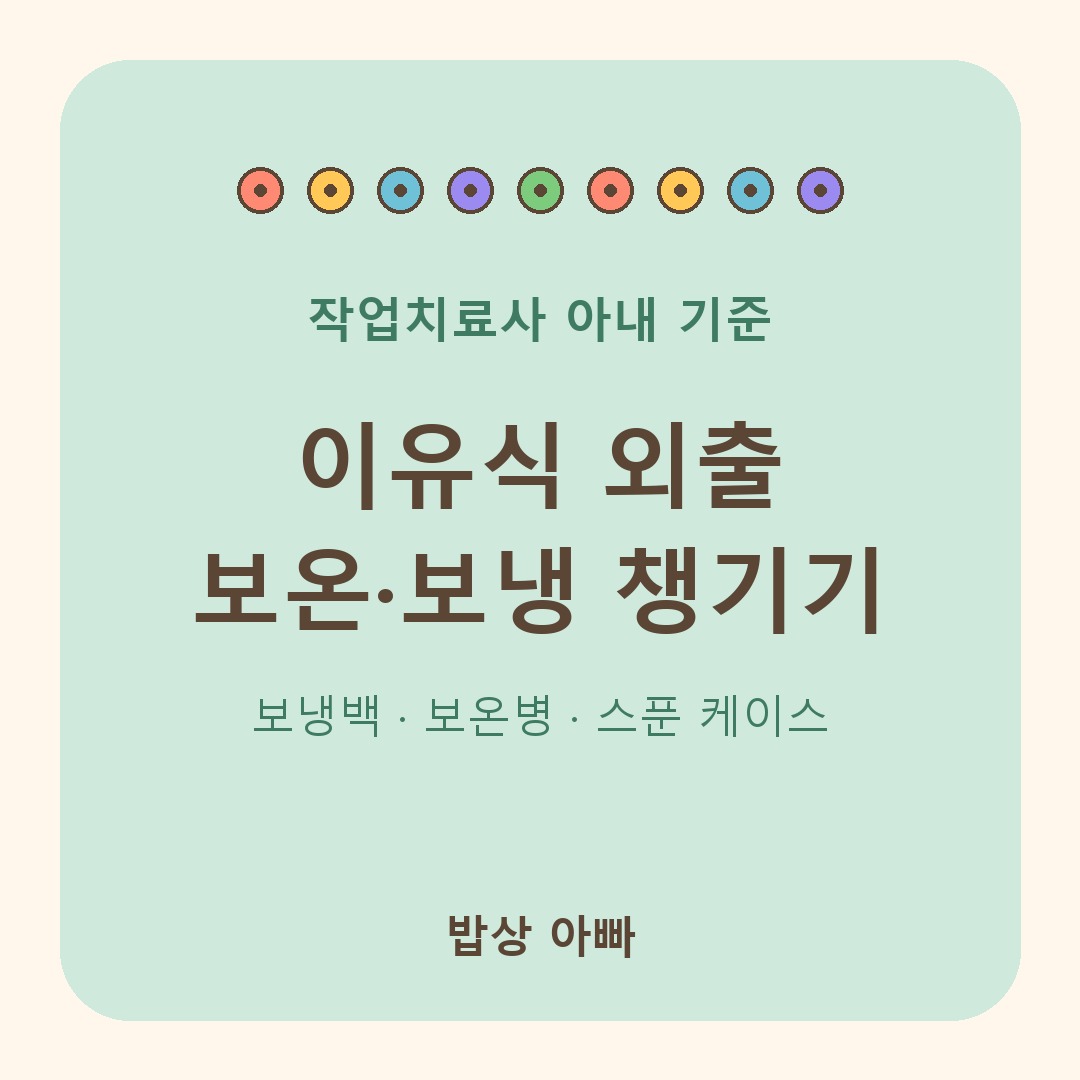 작업치료사 아내 기준
이유식 외출
보온·보냉 챙기기
보냉백 · 보온병 · 스푼 케이스
밥상 아빠